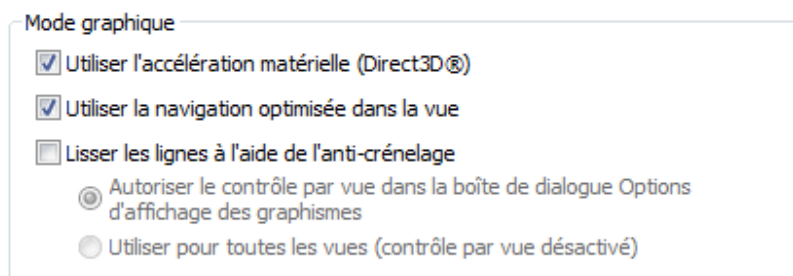 Mode graphique
Utiliser l'accélération matérielle (Direct3D®)
Utiliser la navigation optimisée dans la vue
Lisser les lignes à l'aide de l'anti-crénelage
Autoriser le contrôle par vue dans la boîte de dialogue Options
d'affichage des graphismes
Utiliser pour toutes les vues (contrôle par vue désactivé)